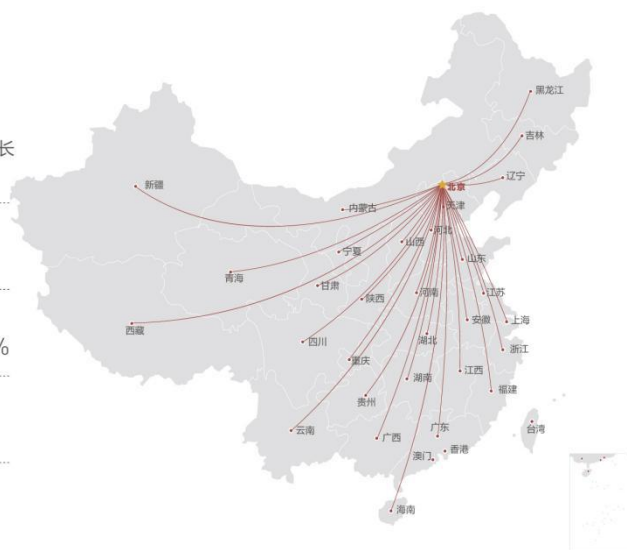 长
%
黑龙江
吉林
辽宁
新疆
北京
内蒙古
天津
河北
山西
宁夏
山东
青海
甘肃
陕西
河南
江苏
西藏
安徽
上海
四川
湖北
浙江
重庆
江西
湖南
福建
贵州
云南
广西
广东
台湾
香港
澳门
海南